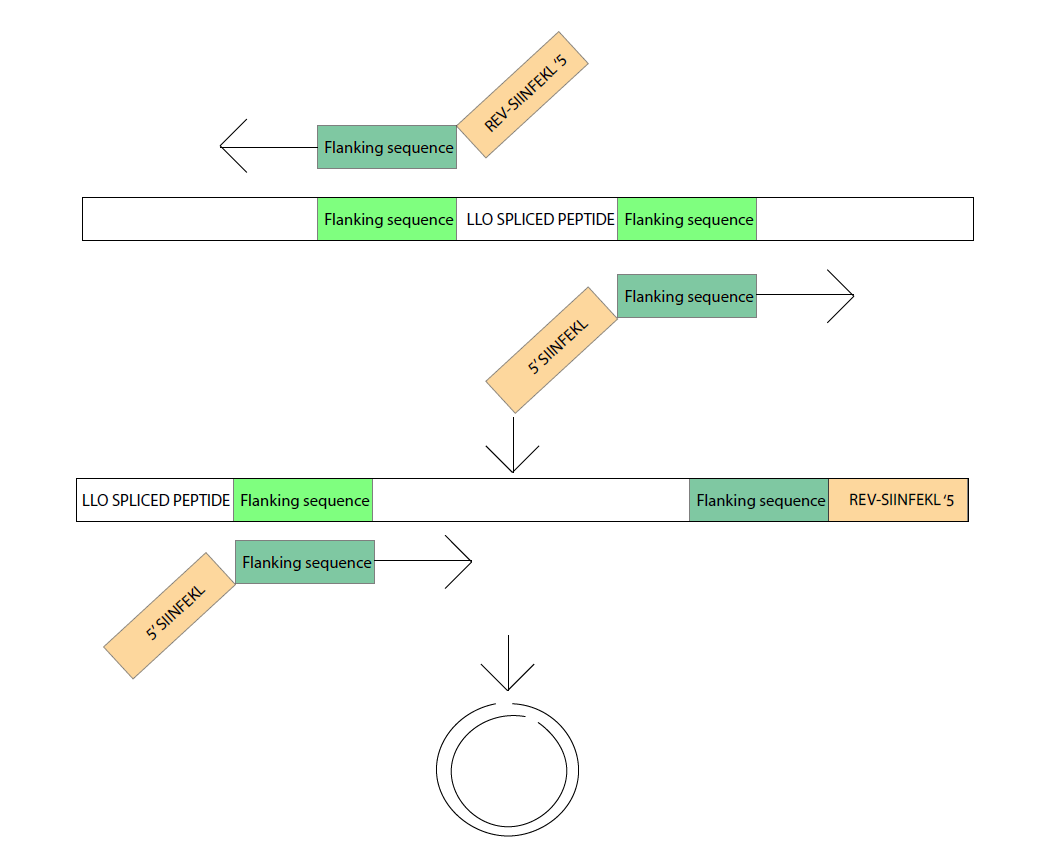 REV-SIINFEKL ‘5
Flanking sequence
Flanking sequence LLO SPLICED PEPTIDE Flanking sequence
Flanking sequence
5’ SIINFEKL
LLO SPLICED PEPTIDE Flanking sequence Flanking sequence REV-SIINFEKL ‘5
Flanking sequence
5’ SIINFEKL